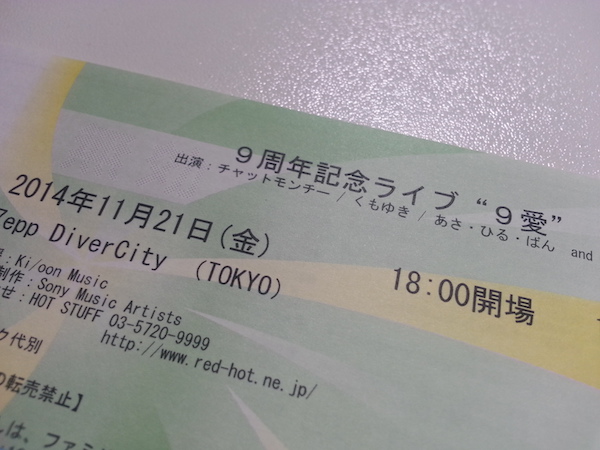 9周年記念ライブ “9愛”
出演：チャットモンチー / くもゆき / あさ・ひる・ばん and
2014年11月21日(金)
Zepp DiverCity (TOKYO)
18:00開場
：Ki/oon Music
制作：Sony Music Artists
せ：HOT STUFF 03-5720-9999
http://www.red-hot.ne.jp/
ク代別
の転売禁止】
しは、ファミ